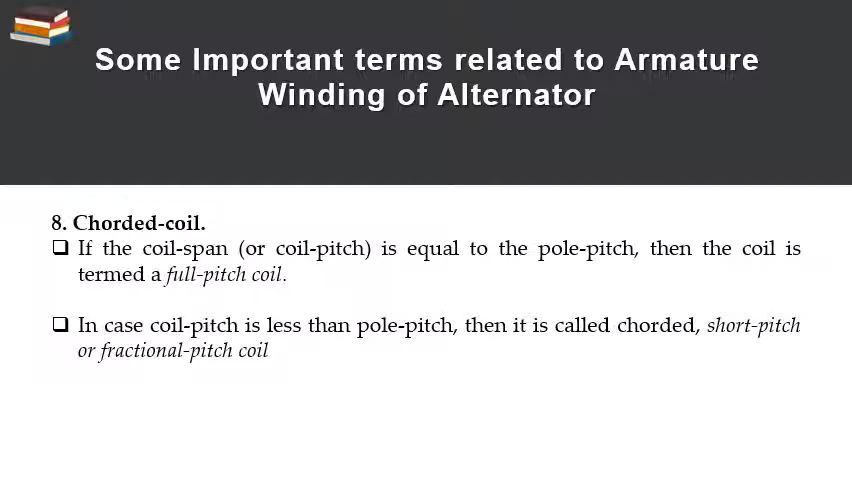 Some Important terms related to Armature
Winding of Alternator
8. Chorded-coil.
❑ If the coil-span (or coil-pitch) is equal to the pole-pitch, then the coil is
termed a full-pitch coil.
❑ In case coil-pitch is less than pole-pitch, then it is called chorded, short-pitch
or fractional-pitch coil